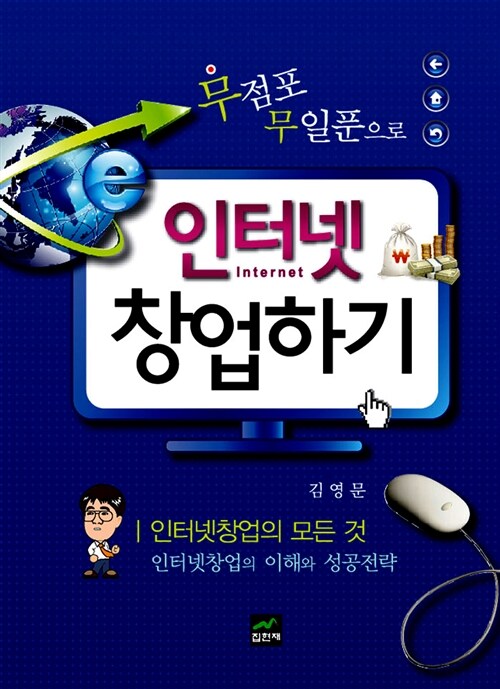 무점포
무일푼으로
e
인터넷
Internet
₩
창업하기
김영문
| 인터넷창업의 모든 것
인터넷창업의 이해와 성공전략
집현재